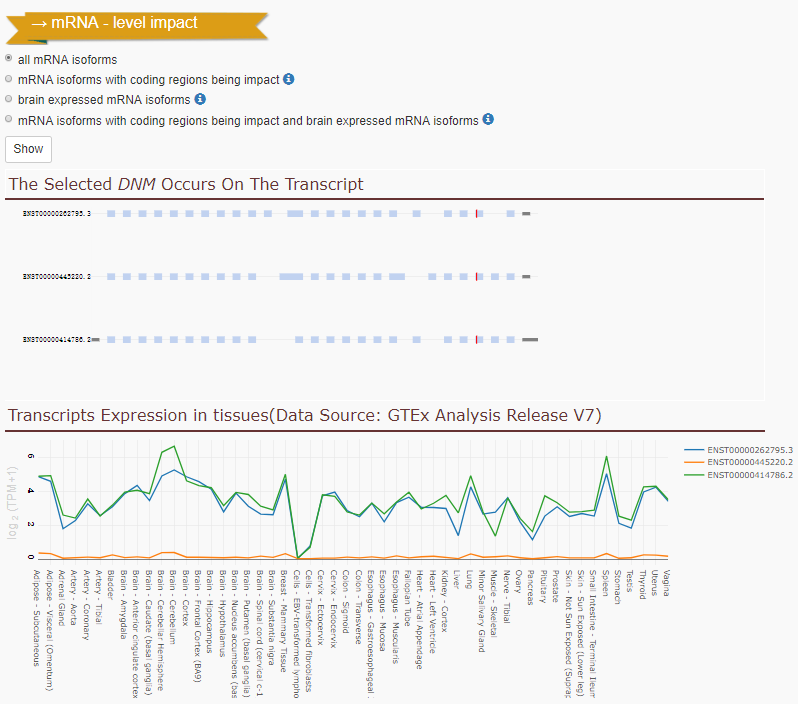 → mRNA - level impact
all mRNA isoforms
mRNA isoforms with coding regions being impact
brain expressed mRNA isoforms
mRNA isoforms with coding regions being impact and brain expressed mRNA isoforms
Show
The Selected DNM Occurs On The Transcript
ENST00000262795.3
ENST00000445220.2
ENST00000414786.2
Transcripts Expression in tissues(Data Source: GTEx Analysis Release V7)
log2 (TPM+1)
6
4
2
0
ENST00000262795.3
ENST00000445220.2
ENST00000414786.2
Adipose - Subcutaneous
Adipose - Visceral (Omentum)
Adrenal Gland
Artery - Aorta
Artery - Coronary
Artery - Tibial
Bladder
Brain - Amygdala
Brain - Anterior cingulate cortex
Brain - Caudate (basal ganglia)
Brain - Cerebellar Hemisphere
Brain - Cerebellum
Brain - Cortex
Brain - Frontal Cortex (BA9)
Brain - Hippocampus
Brain - Hypothalamus
Brain - Nucleus accumbens (bas
Brain - Putamen (basal ganglia)
Brain - Spinal cord (cervical c-1
Brain - Substantia nigra
Breast - Mammary Tissue
Cells - EBV-transformed lympho
Cells - Transformed fibroblasts
Cervix - Ectocervix
Cervix - Endocervix
Colon - Sigmoid
Colon - Transverse
Esophagus - Gastroesophageal
Esophagus - Mucosa
Esophagus - Muscularis
Fallopian Tube
Heart - Atrial Appendage
Heart - Left Ventricle
Kidney - Cortex
Liver
Lung
Minor Salivary Gland
Muscle - Skeletal
Nerve - Tibial
Ovary
Pancreas
Pituitary
Prostate
Skin - Not Sun Exposed (Suprap
Skin - Sun Exposed (Lower leg)
Small Intestine - Terminal Ileum
Spleen
Stomach
Testis
Thyroid
Uterus
Vagina